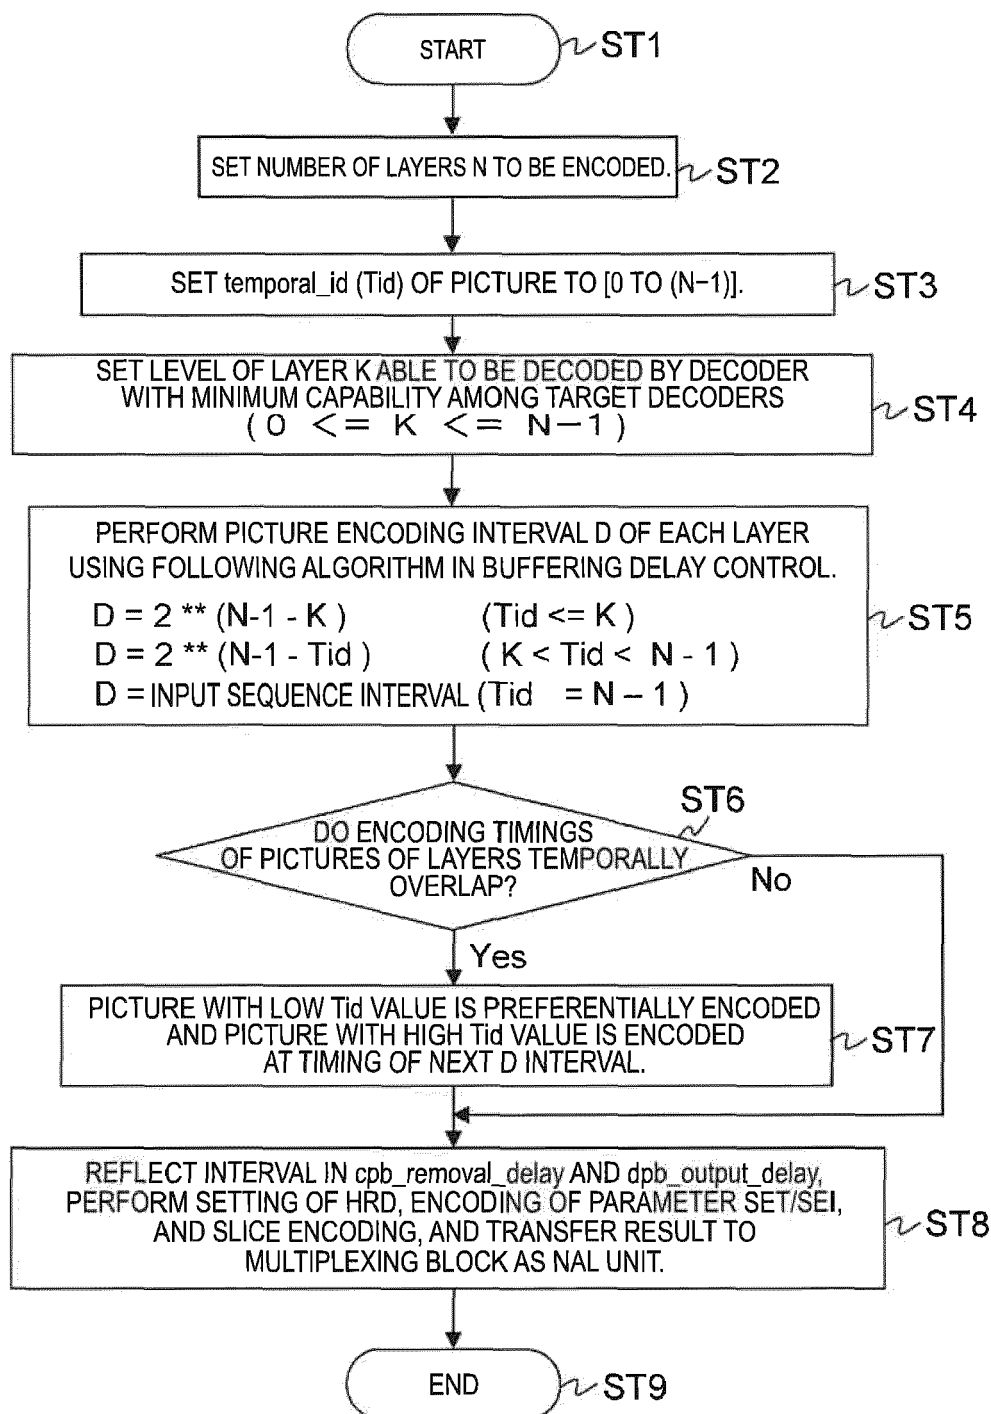 START
ST1
SET NUMBER OF LAYERS N TO BE ENCODED.
ST2
SET temporal_id (Tid) OF PICTURE TO [0 TO (N−1)].
ST3
SET LEVEL OF LAYER K ABLE TO BE DECODED BY DECODER
WITH MINIMUM CAPABILITY AMONG TARGET DECODERS
( 0 <= K <= N−1 )
ST4
PERFORM PICTURE ENCODING INTERVAL D OF EACH LAYER
USING FOLLOWING ALGORITHM IN BUFFERING DELAY CONTROL.
D = 2 ** (N-1 - K ) (Tid <= K )
D = 2 ** (N-1 - Tid ) ( K < Tid < N - 1 )
D = INPUT SEQUENCE INTERVAL (Tid = N – 1 )
ST5
ST6
DO ENCODING TIMINGS
OF PICTURES OF LAYERS TEMPORALLY
OVERLAP?
No
Yes
PICTURE WITH LOW Tid VALUE IS PREFERENTIALLY ENCODED
AND PICTURE WITH HIGH Tid VALUE IS ENCODED
AT TIMING OF NEXT D INTERVAL.
ST7
REFLECT INTERVAL IN cpb_removal_delay AND dpb_output_delay,
PERFORM SETTING OF HRD, ENCODING OF PARAMETER SET/SEI,
AND SLICE ENCODING, AND TRANSFER RESULT TO
MULTIPLEXING BLOCK AS NAL UNIT.
ST8
END
ST9